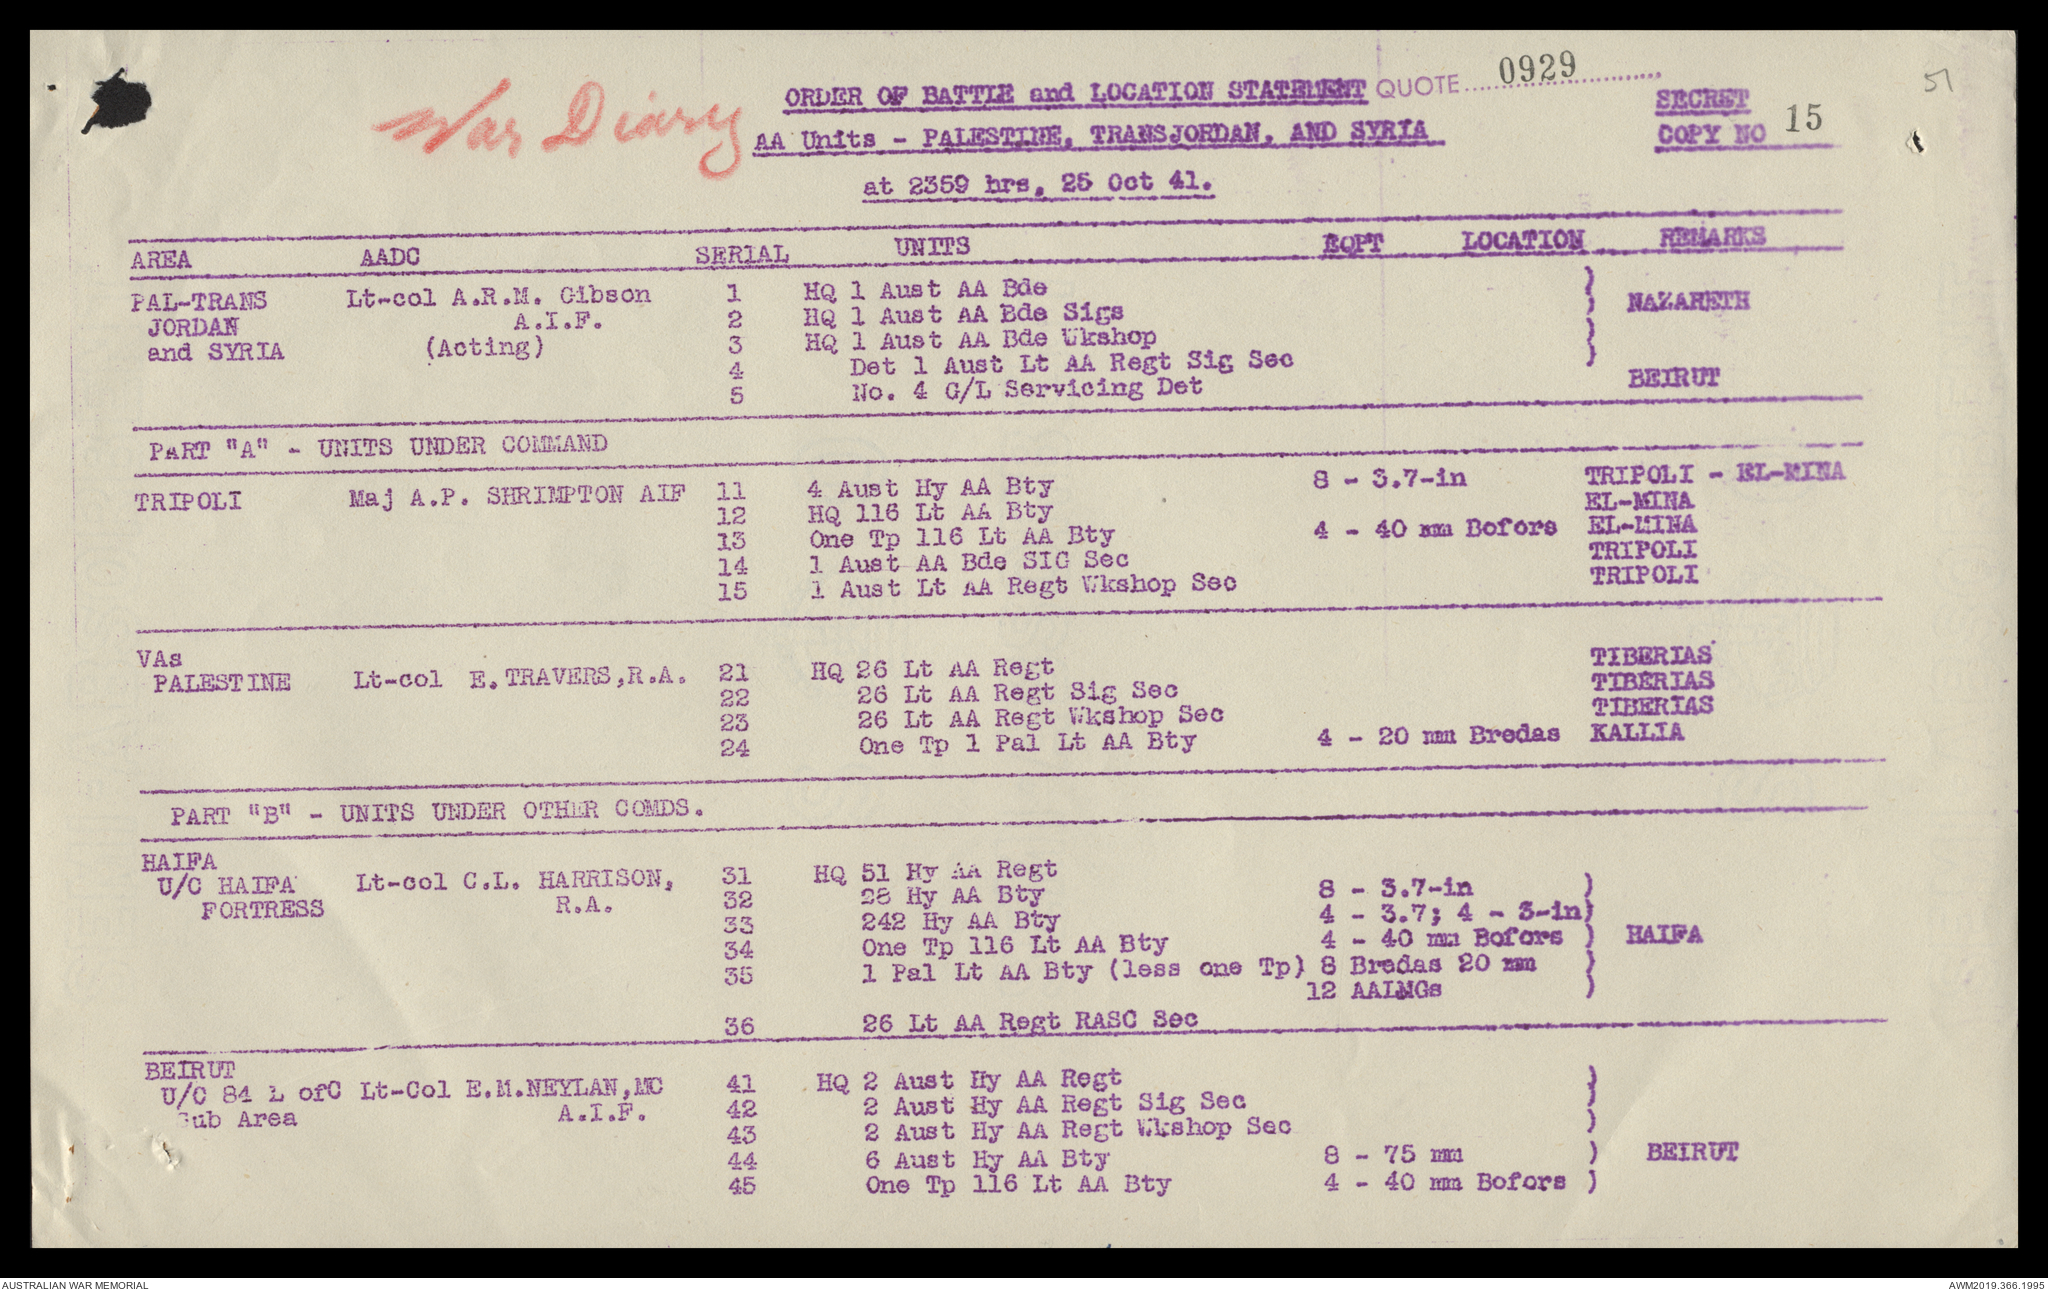 War Diary
ORDER OF BATTLE and LOCATION STATEMENT QUOTE 0929
51
SECRET
COPY NO 15
AA Units - PALESTINE, TRANSJORDAN, AND SYRIA
at 2359 hrs, 25 Oct 41.
AREA AADC SERIAL UNITS EQPT LOCATION REMARKS
PAL-TRANS Lt-col A.R.M. Gibson 1 HQ 1 Aust AA Bde )
JORDAN A.I.F. 2 HQ 1 Aust AA Bde Sigs ) NAZARETH
and SYRIA (Acting) 3 HQ 1 Aust AA Bde Wkshop )
4 Det 1 Aust Lt AA Regt Sig Sec )
5 No. 4 G/L Servicing Det BEIRUT
PART "A" - UNITS UNDER COMMAND
TRIPOLI Maj A.P. SHRIMPTON AIF 11 4 Aust Hy AA Bty 8 - 3.7-in TRIPOLI - EL-MINA
12 HQ 116 Lt AA Bty EL-MINA
13 One Tp 116 Lt AA Bty 4 - 40 mm Bofors EL-MINA
14 1 Aust AA Bde SIG Sec TRIPOLI
15 1 Aust Lt AA Regt Wkshop Sec TRIPOLI
VAs
PALESTINE Lt-col E.TRAVERS,R.A. 21 HQ 26 Lt AA Regt TIBERIAS
22 26 Lt AA Regt Sig Sec TIBERIAS
23 26 Lt AA Regt Wkshop Sec TIBERIAS
24 One Tp 1 Pal Lt AA Bty 4 - 20 mm Bredas KALLIA
PART "B" - UNITS UNDER OTHER COMDS.
HAIFA
U/C HAIFA Lt-col C.L. HARRISON, 31 HQ 51 Hy AA Regt
FORTRESS R.A. 32 28 Hy AA Bty 8 - 3.7-in )
33 242 Hy AA Bty 4 - 3.7; 4 - 3-in)
34 One Tp 116 Lt AA Bty 4 - 40 mm Bofors ) HAIFA
35 1 Pal Lt AA Bty (less one Tp) 8 Bredas 20 mm )
12 AALMGs )
36 26 Lt AA Regt RASC Sec
BEIRUT
U/C 84 L ofC Lt-Col E.M.NEYLAN,MC 41 HQ 2 Aust Hy AA Regt )
Sub Area A.I.F. 42 2 Aust Hy AA Regt Sig Sec )
43 2 Aust Hy AA Regt Wkshop Sec )
44 6 Aust Hy AA Bty 8 - 75 mm ) BEIRUT
45 One Tp 116 Lt AA Bty 4 - 40 mm Bofors )
AUSTRALIAN WAR MEMORIAL AWM2019.366.1995